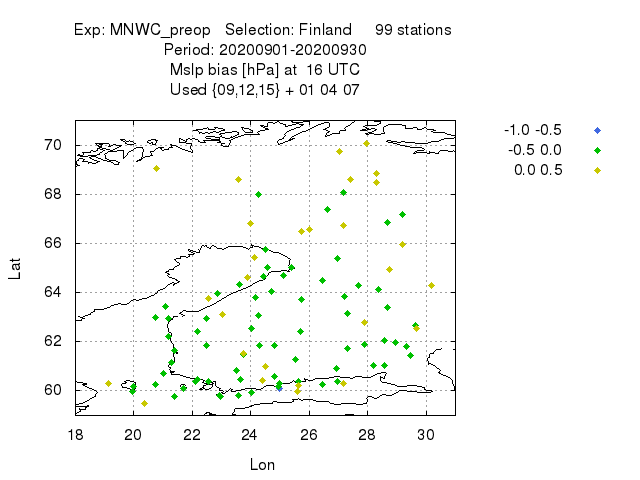 Exp: MNWC_preop   Selection: Finland     99 stations
Period: 20200901-20200930
Mslp bias [hPa] at  16 UTC
Used {09,12,15} + 01 04 07
-1.0 -0.5
-0.5 0.0
0.0 0.5
70
68
66
64
62
60
Lat
18 20 22 24 26 28 30
Lon